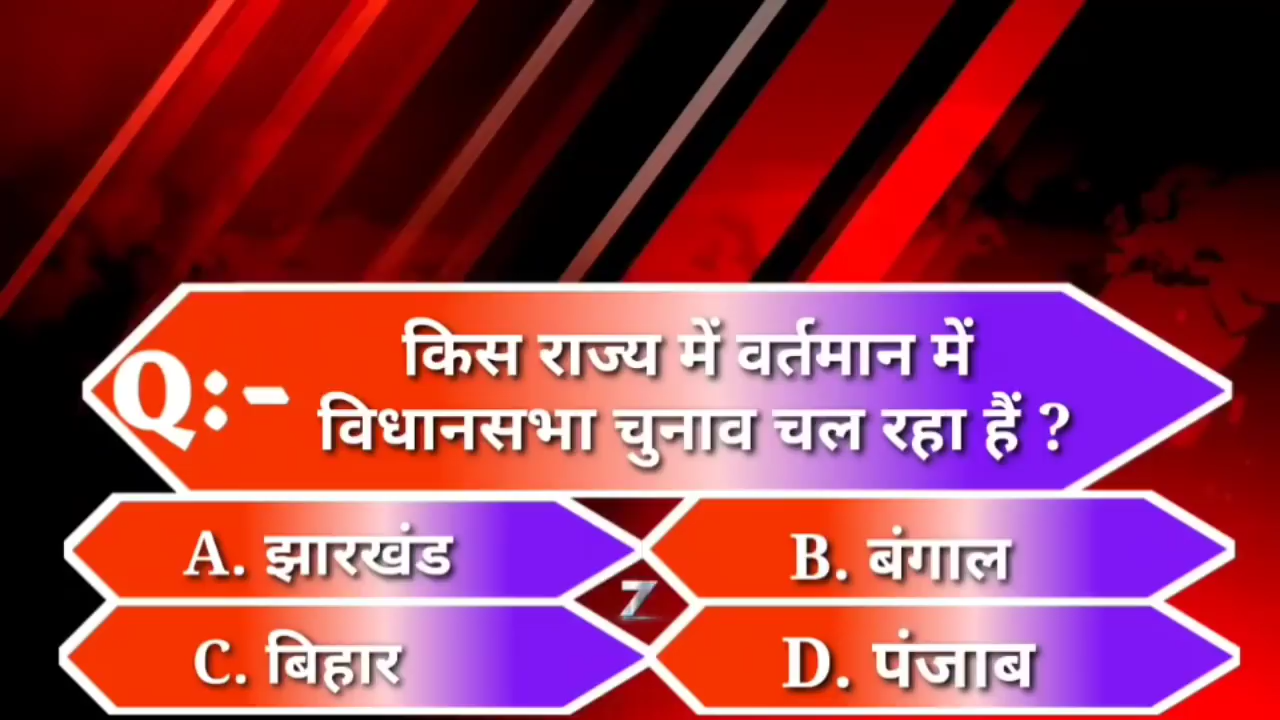 Q:-
किस राज्य में वर्तमान में
विधानसभा चुनाव चल रहा हैं ?
A. झारखंड
B. बंगाल
Z
C. बिहार
D. पंजाब